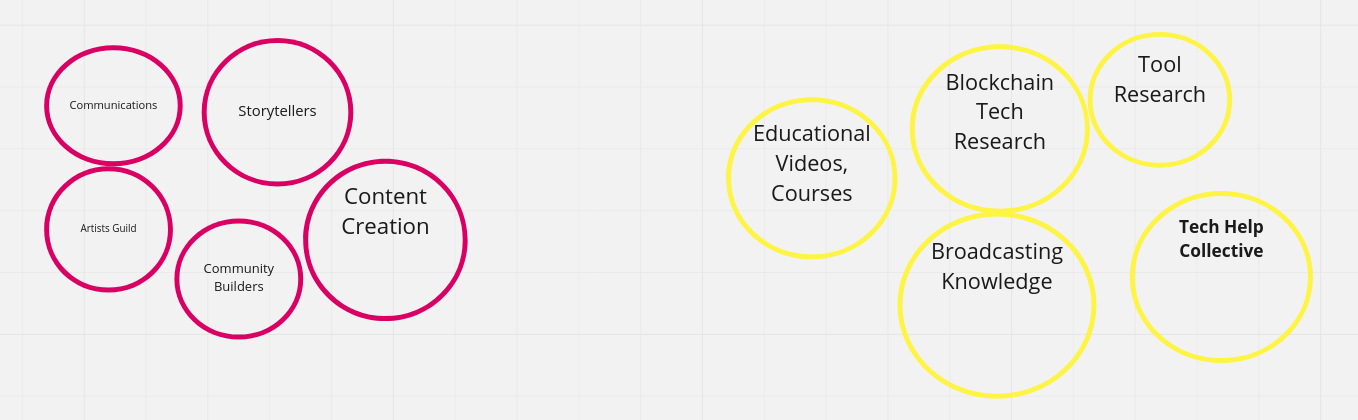 Communications
Storytellers
Artists Guild
Community
Builders
Content
Creation
Educational
Videos,
Courses
Blockchain
Tech
Research
Tool
Research
Broadcasting
Knowledge
Tech Help
Collective